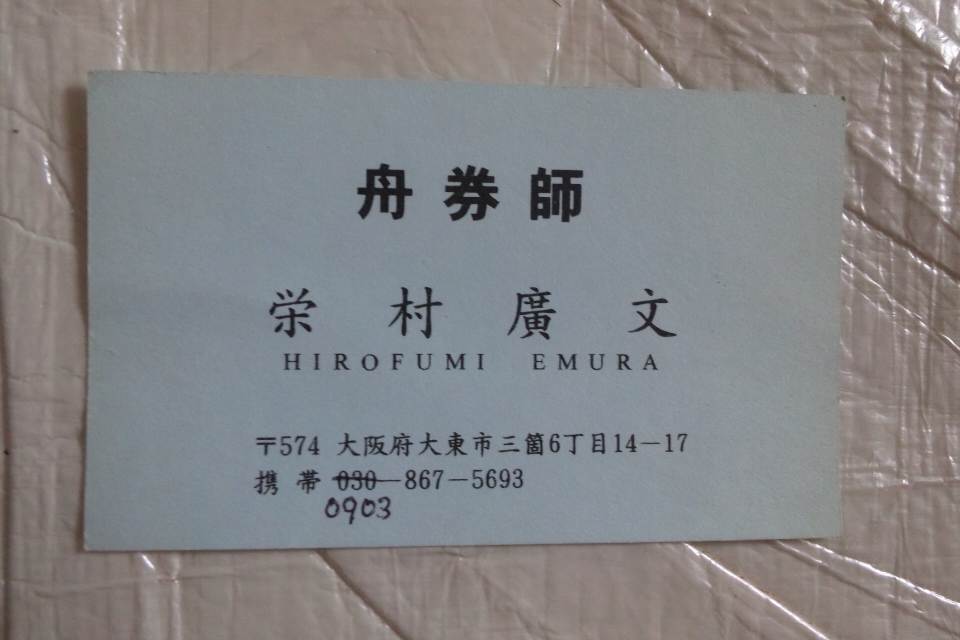 舟券師
栄村廣文
HIROFUMI EMURA
〒574 大阪府大東市三箇6丁目14－17
携帯 030－867－5693
0903